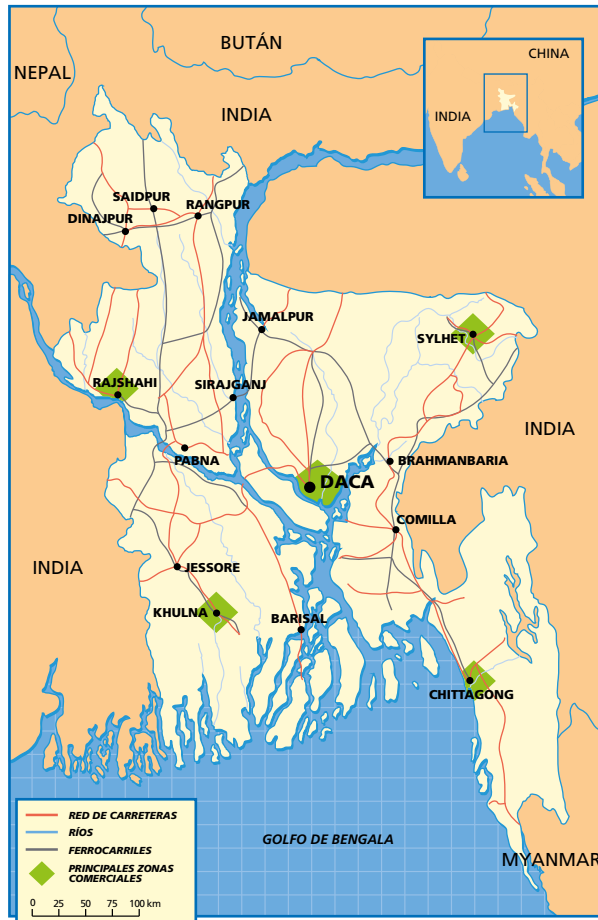 BUTÁN
NEPAL
CHINA
INDIA
INDIA
SAIDPUR
RANGPUR
DINAJPUR
JAMALPUR
SYLHET
RAJSHAHI
SIRAJGANJ
INDIA
PABNA
BRAHMANBARIA
DACA
COMILLA
INDIA
JESSORE
KHULNA
BARISAL
CHITTAGONG
RED DE CARRETERAS
RÍOS
FERROCARRILES
PRINCIPALES ZONAS
COMERCIALES
0 25 50 75 100 km
GOLFO DE BENGALA
MYANMAR